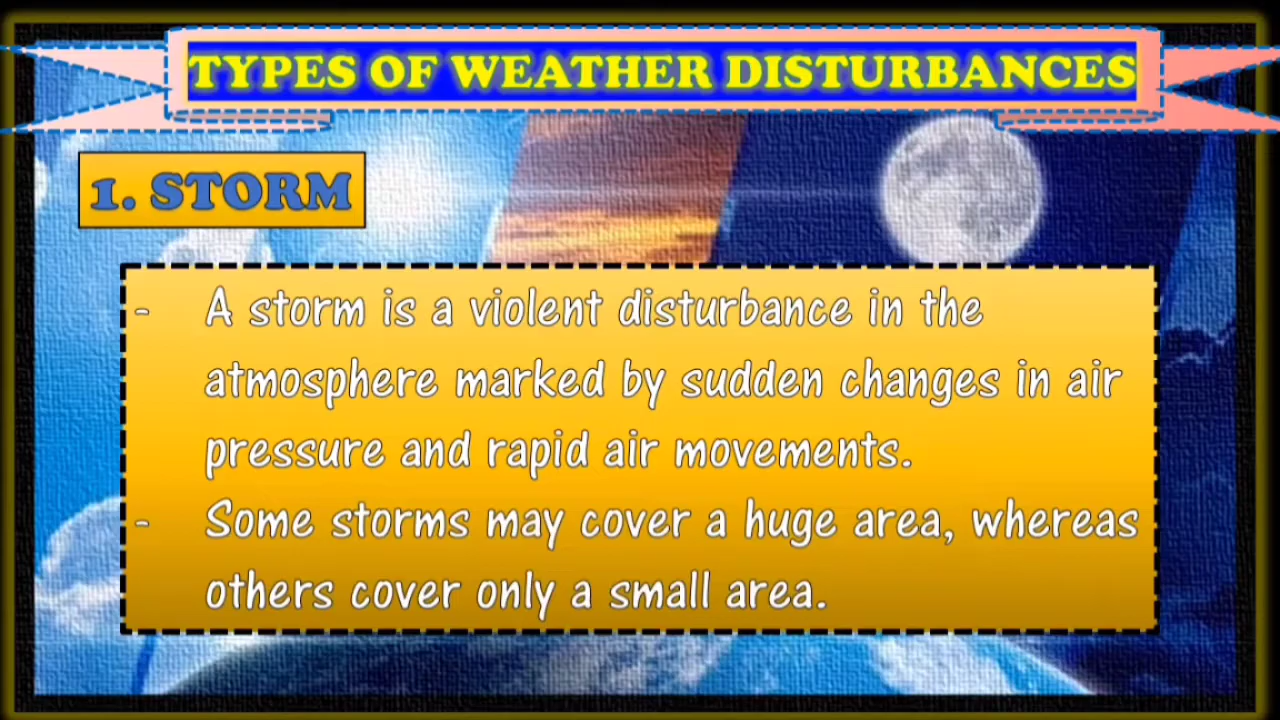 TYPES OF WEATHER DISTURBANCES
1. STORM
- A storm is a violent disturbance in the
atmosphere marked by sudden changes in air
pressure and rapid air movements.
- Some storms may cover a huge area, whereas
others cover only a small area.